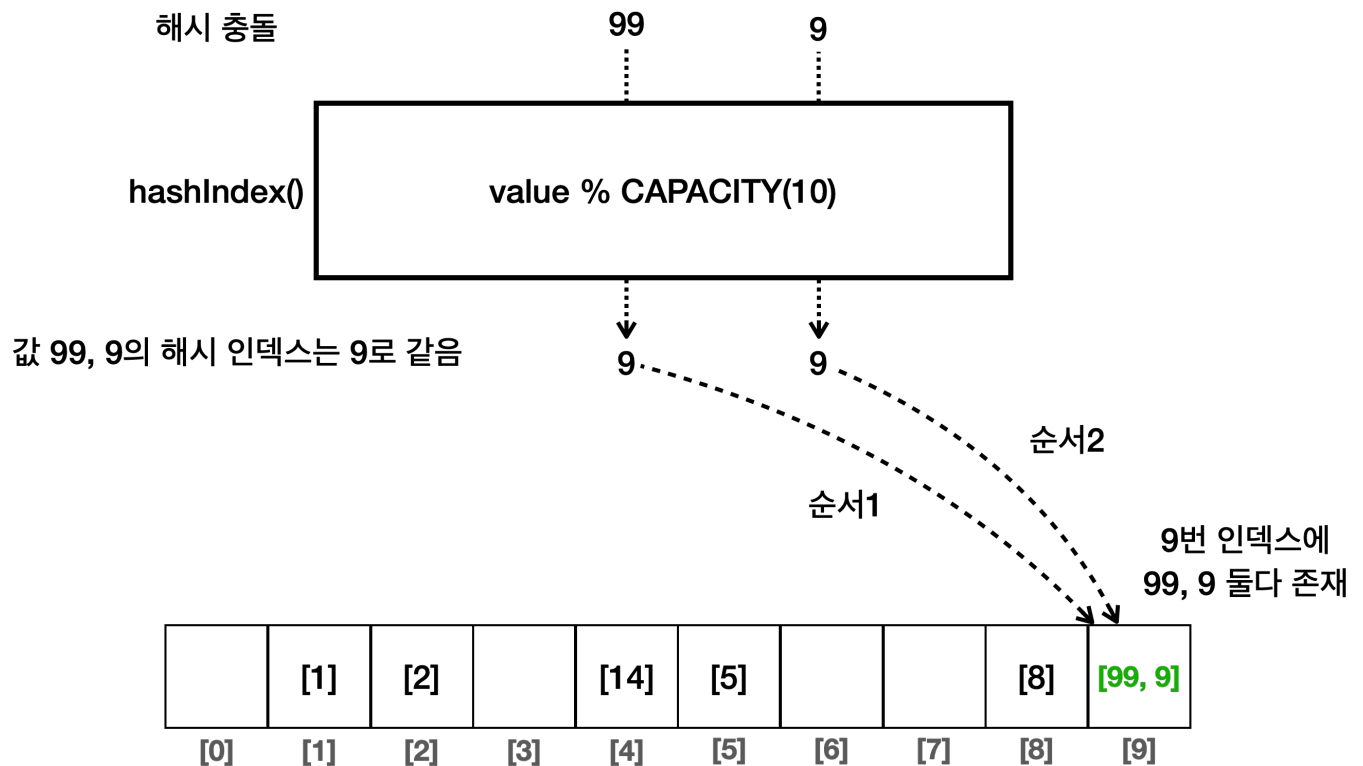 해시 충돌
99
9
hashIndex()
value % CAPACITY(10)
값 99, 9의 해시 인덱스는 9로 같음
9
9
순서2
순서1
9번 인덱스에
99, 9 둘다 존재
[1] [2] [14] [5] [8] [99, 9]
[0] [1] [2] [3] [4] [5] [6] [7] [8] [9]